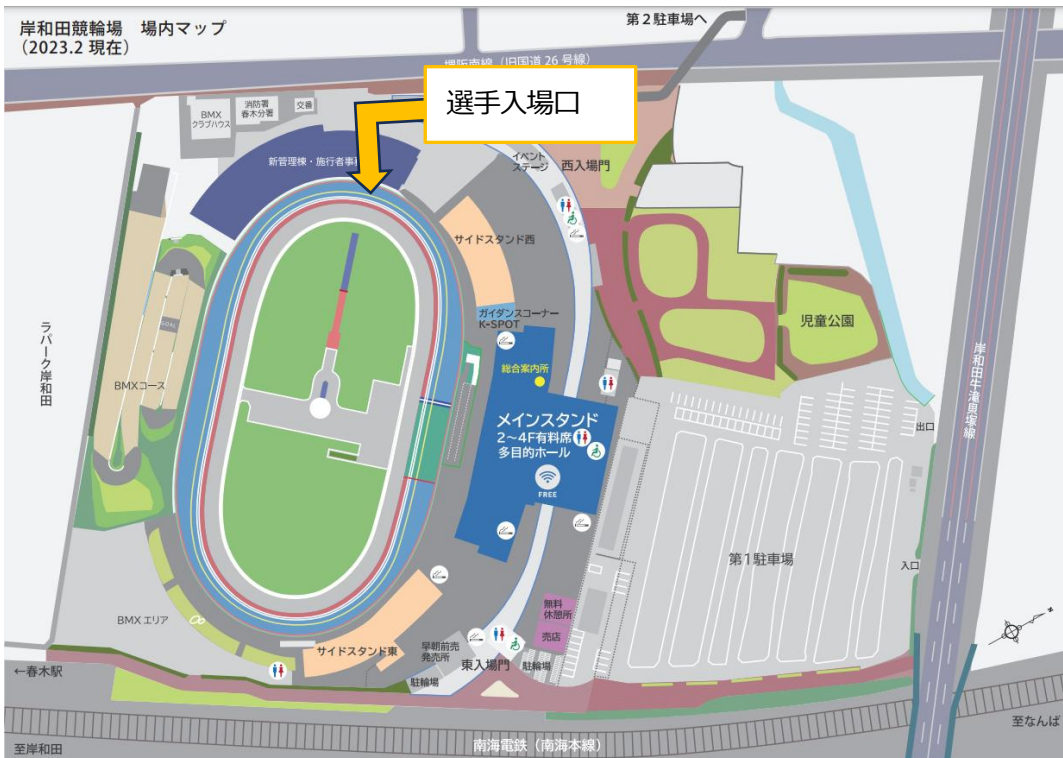 岸和田競輪場 場内マップ
(2023.2 現在)
第2駐車場へ
堺阪南線(旧国道26号線)
選手入場口
BMX
クラブハウス
消防署
春木分署
交番
新管理棟・施行者事
イベント
ステージ
西入場門
サイドスタンド西
ガイダンスコーナー
K-SPOT
総合案内所
児童公園
ラパーク岸和田
GOAL
BMXコース
メインスタンド
2〜4F有料席
多目的ホール
FREE
岸和田牛滝貝塚線
出口
第1駐車場
入口
無料
休憩所
売店
BMX エリア
サイドスタンド東
早朝前売
発売所
東入場門
駐輪場
駐輪場
←春木駅
至なんば
至岸和田
南海電鉄(南海本線)